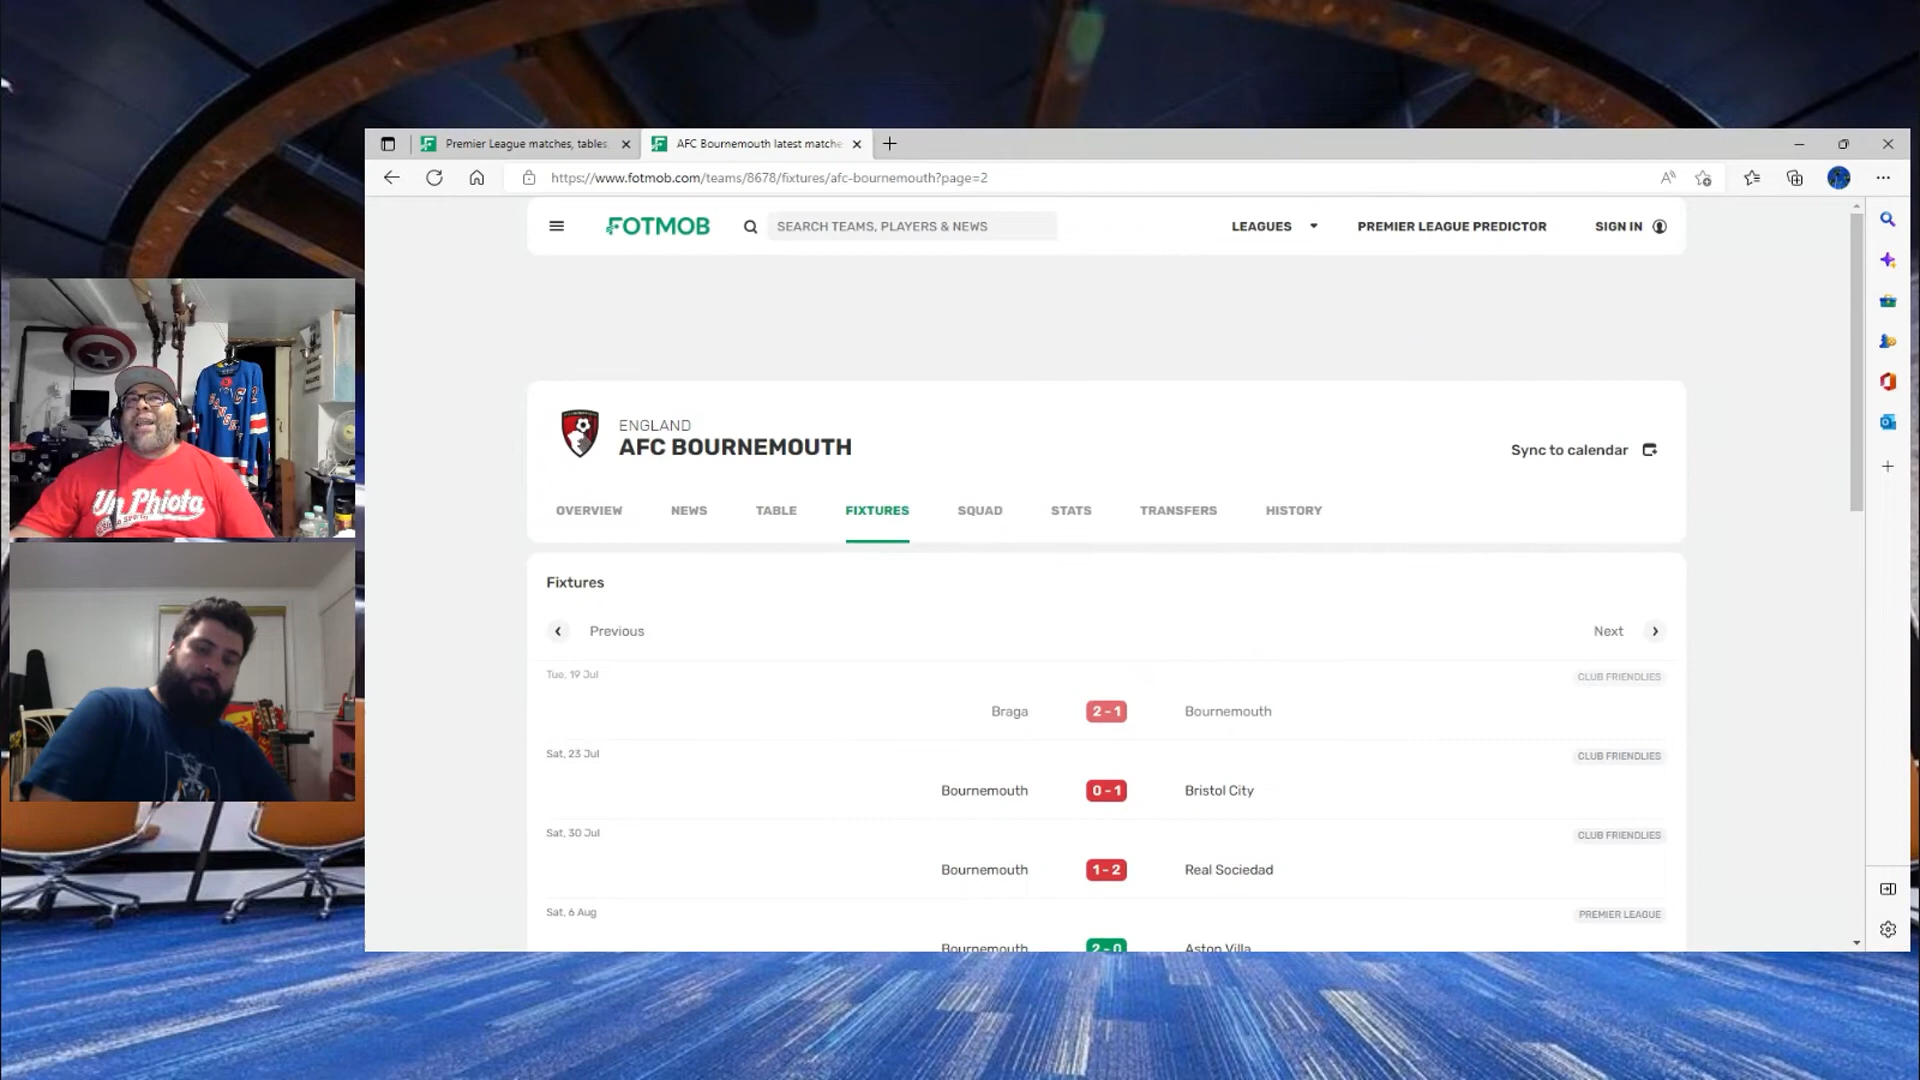 Premier League matches, tables
AFC Bournemouth latest matche
https://www.fotmob.com/teams/8678/fixtures/afc-bournemouth?page=2
FOTMOB
SEARCH TEAMS, PLAYERS & NEWS
LEAGUES
PREMIER LEAGUE PREDICTOR
SIGN IN
ENGLAND
AFC BOURNEMOUTH
Sync to calendar
OVERVIEW
NEWS
TABLE
FIXTURES
SQUAD
STATS
TRANSFERS
HISTORY
Fixtures
Previous
Next
Tue, 19 Jul
CLUB FRIENDLIES
Braga 2 - 1 Bournemouth
Sat, 23 Jul
CLUB FRIENDLIES
Bournemouth 0 - 1 Bristol City
Sat, 30 Jul
CLUB FRIENDLIES
Bournemouth 1 - 2 Real Sociedad
Sat, 6 Aug
PREMIER LEAGUE
Bournemouth 2 - 0 Aston Villa
Un Phiota